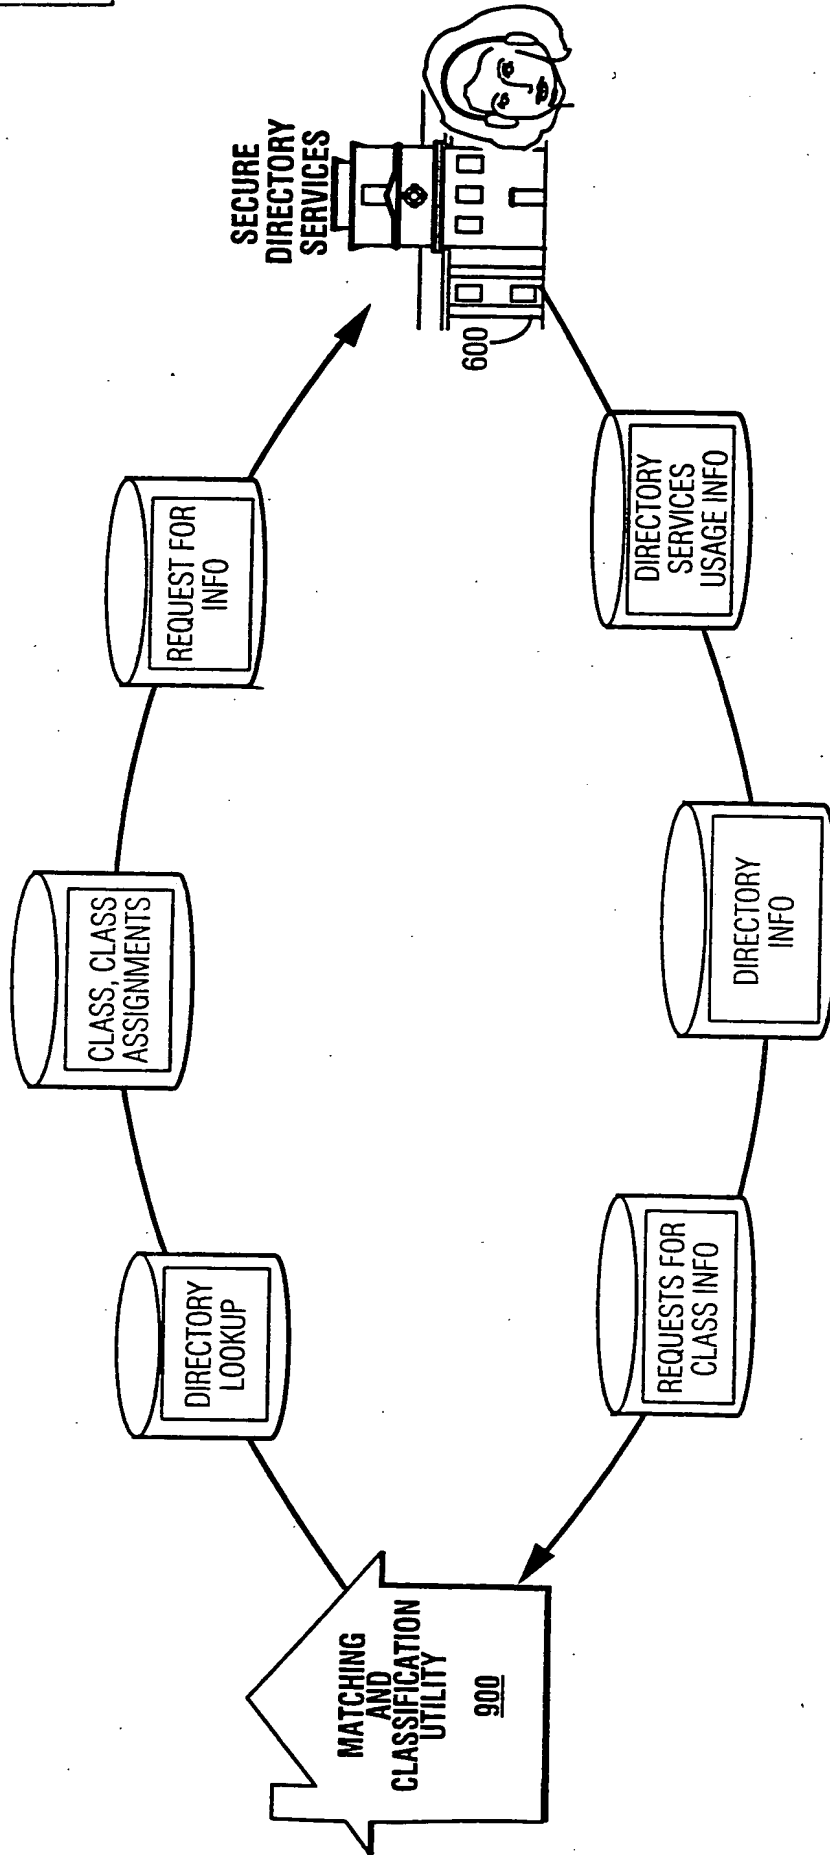 SECURE
DIRECTORY
SERVICES
600
REQUEST FOR
INFO
CLASS, CLASS
ASSIGNMENTS
DIRECTORY
LOOKUP
MATCHING
AND
CLASSIFICATION
UTILITY
900
REQUESTS FOR
CLASS INFO
DIRECTORY
INFO
DIRECTORY
SERVICES
USAGE INFO